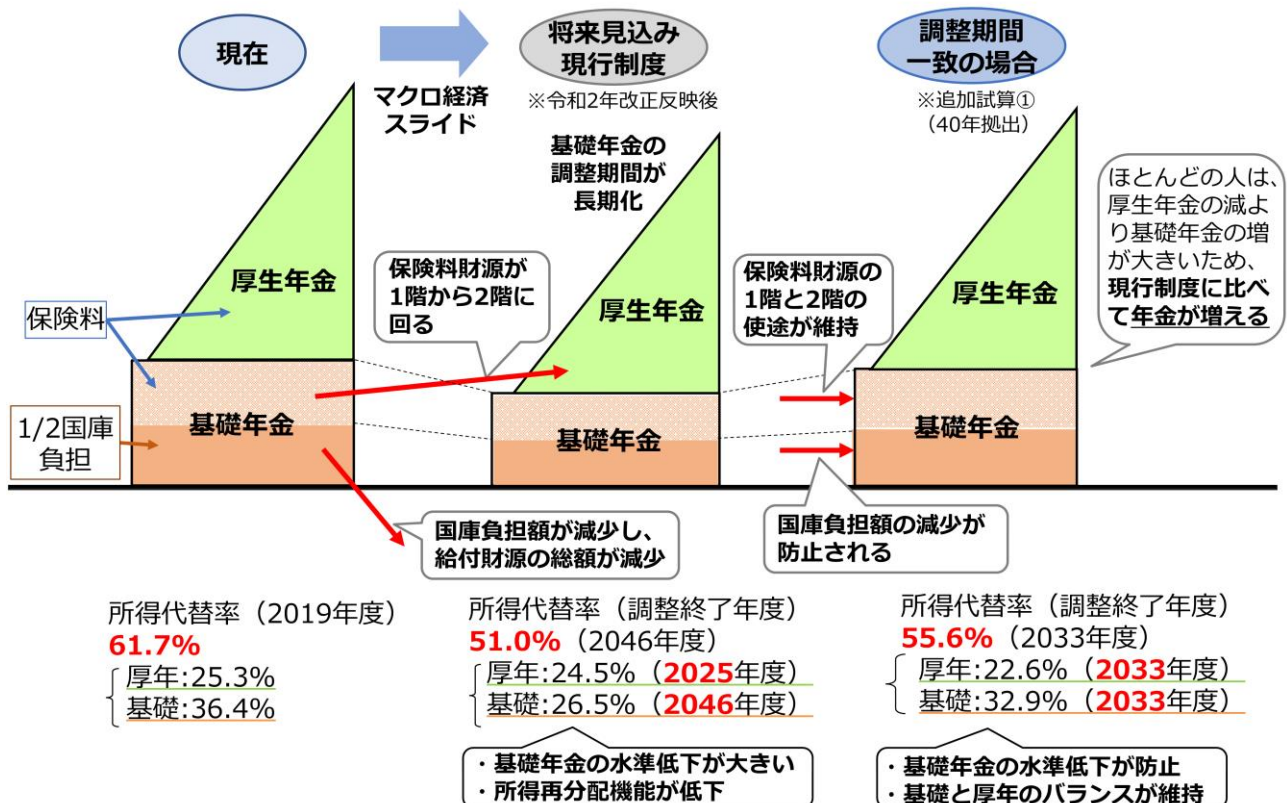 現在
マクロ経済
スライド
将来見込み
現行制度
※令和2年改正反映後
調整期間
一致の場合
※追加試算①
（40年拠出）
基礎年金の
調整期間が
長期化
ほとんどの人は、
厚生年金の減よ
り基礎年金の増
が大きいため、
現行制度に比べ
て年金が増える
保険料財源が
1階から2階に
回る
保険料財源の
1階と2階の
使途が維持
厚生年金
厚生年金
厚生年金
保険料
1/2国庫
負担
基礎年金
基礎年金
基礎年金
国庫負担額が減少し、
給付財源の総額が減少
国庫負担額の減少が
防止される
所得代替率（2019年度）
61.7%
厚年:25.3%
基礎:36.4%
所得代替率（調整終了年度）
51.0%（2046年度）
厚年:24.5%（2025年度）
基礎:26.5%（2046年度）
・基礎年金の水準低下が大きい
・所得再分配機能が低下
所得代替率（調整終了年度）
55.6%（2033年度）
厚年:22.6%（2033年度）
基礎:32.9%（2033年度）
・基礎年金の水準低下が防止
・基礎と厚年のバランスが維持